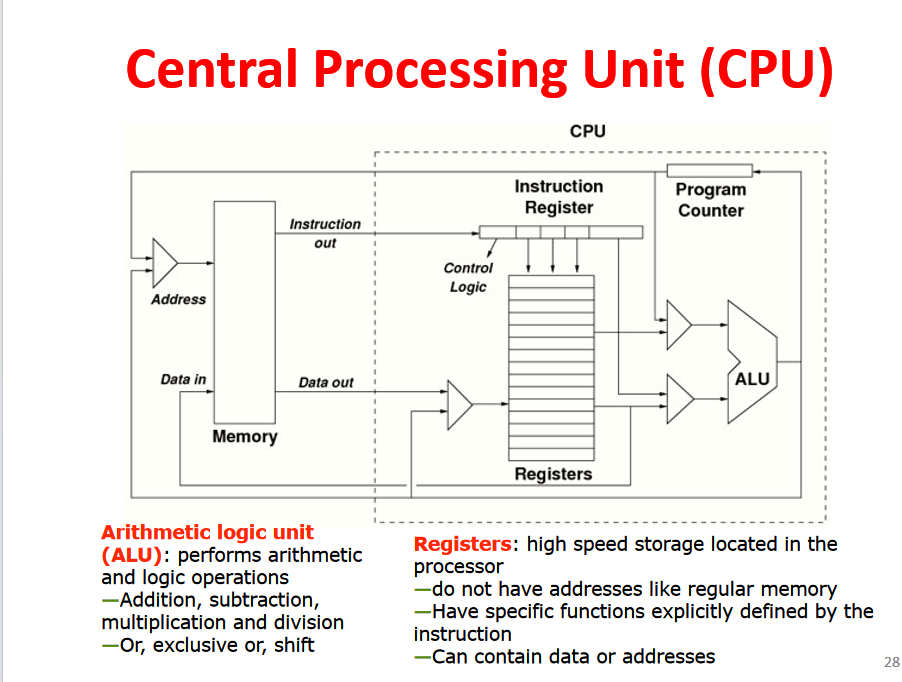 Central Processing Unit (CPU)
CPU
Instruction
Register
Program
Counter
Instruction
out
Control
Logic
Address
Data in
Data out
ALU
Memory
Registers
Arithmetic logic unit
(ALU): performs arithmetic
and logic operations
—Addition, subtraction,
multiplication and division
—Or, exclusive or, shift
Registers: high speed storage located in the
processor
—do not have addresses like regular memory
—Have specific functions explicitly defined by the
instruction
—Can contain data or addresses
28